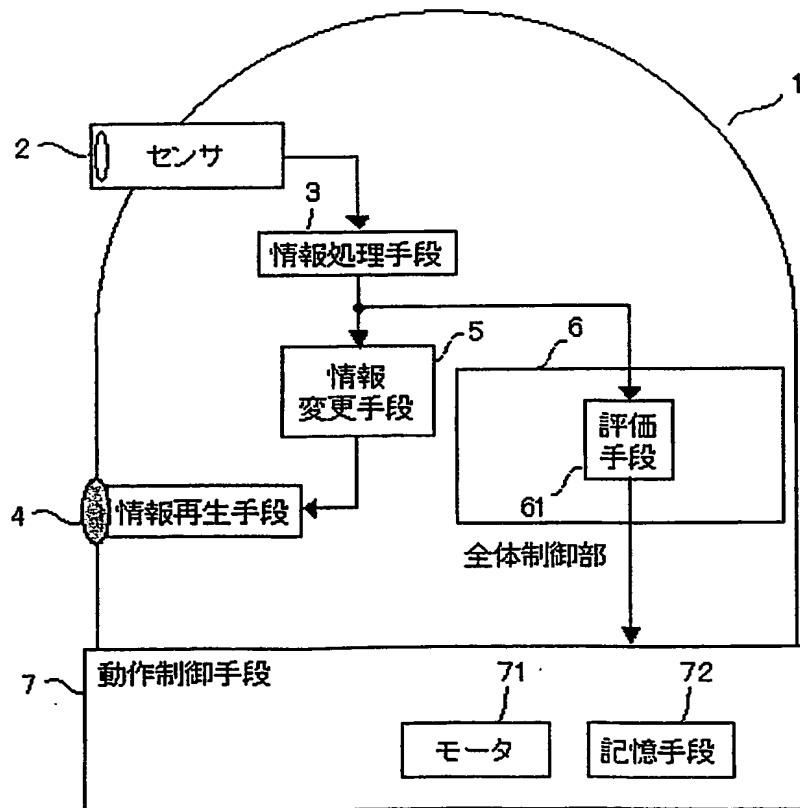 1
2
センサ
3
情報処理手段
5
6
情報
変更手段
評価
手段
61
4
情報再生手段
全体制御部
7
動作制御手段
71
72
モータ
記憶手段